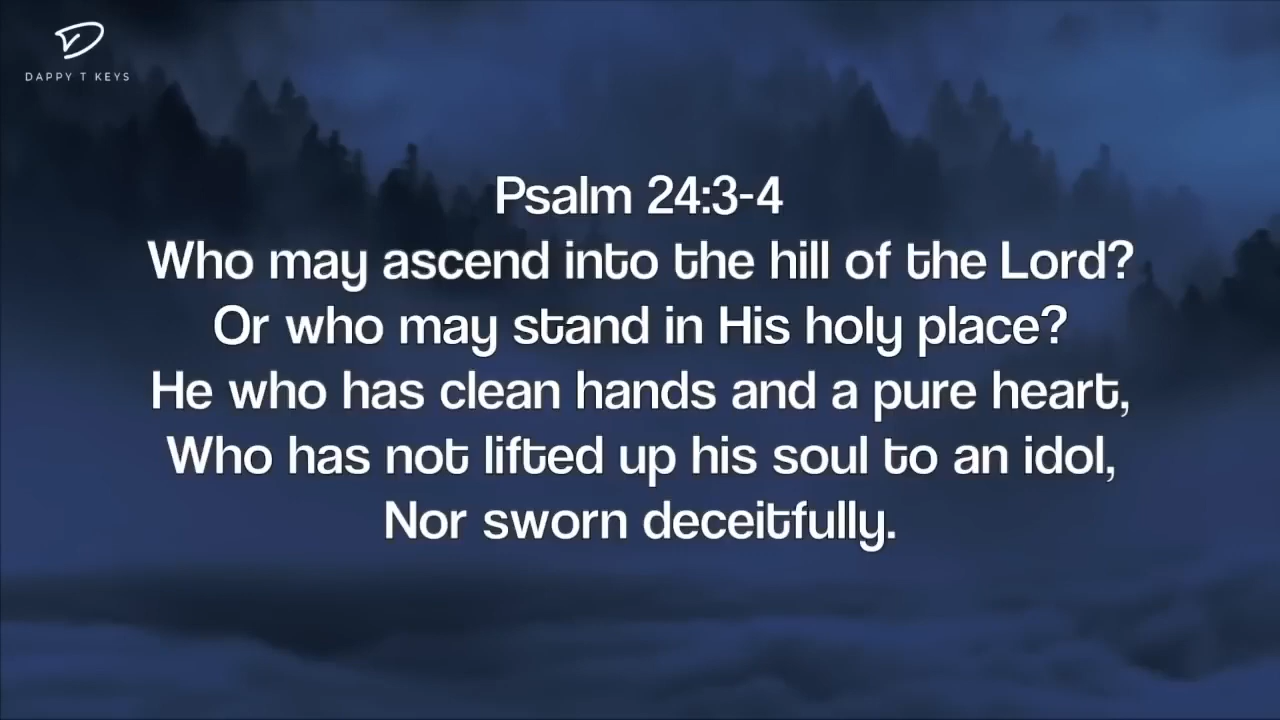 DAPPY T KEYS
Psalm 24:3-4
Who may ascend into the hill of the Lord?
Or who may stand in His holy place?
He who has clean hands and a pure heart,
Who has not lifted up his soul to an idol,
Nor sworn deceitfully.